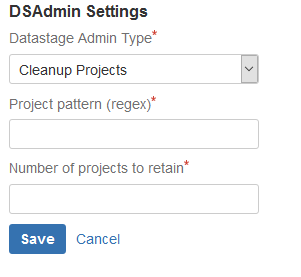 DSAdmin Settings
Datastage Admin Type*
Cleanup Projects
Project pattern (regex)*
Number of projects to retain*
Save Cancel